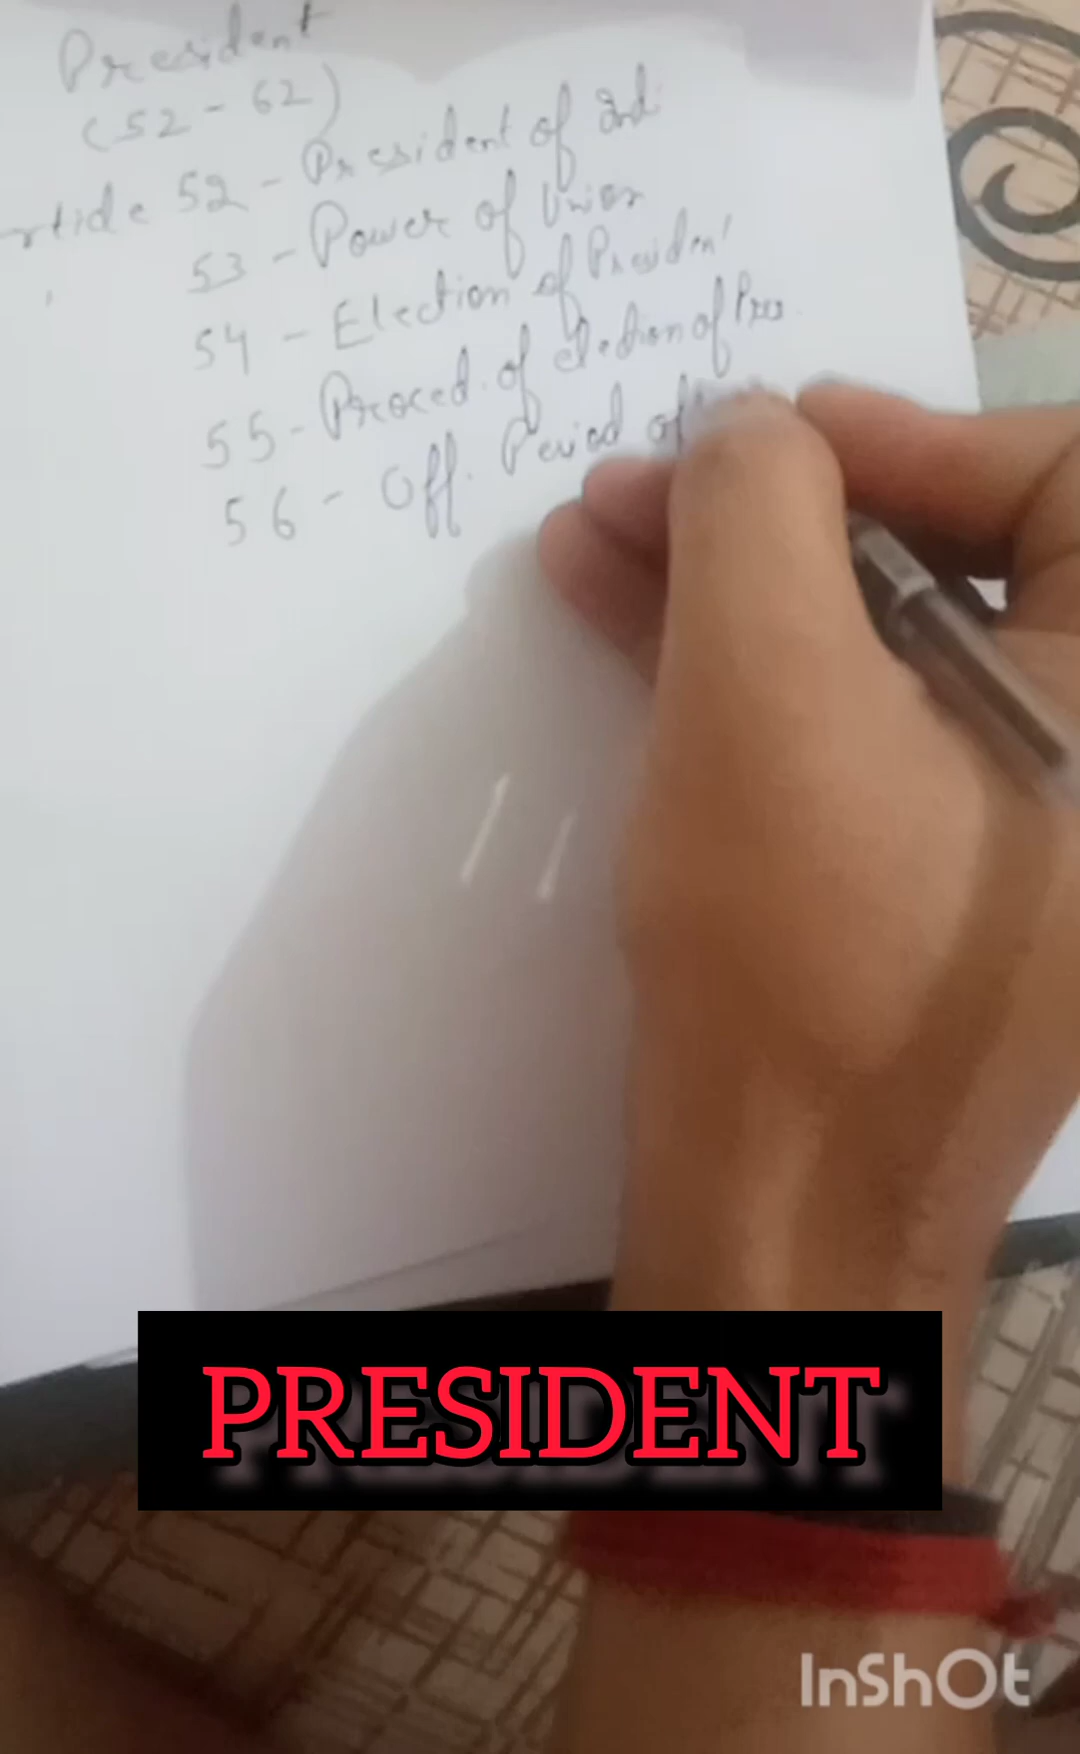 President
(52-62)
rticle 52 - President of Ind
53 - Power of Union
54 - Election of President
55 - Proced. of election of Pres.
56 - Off. Period of
PRESIDENT
InShOt